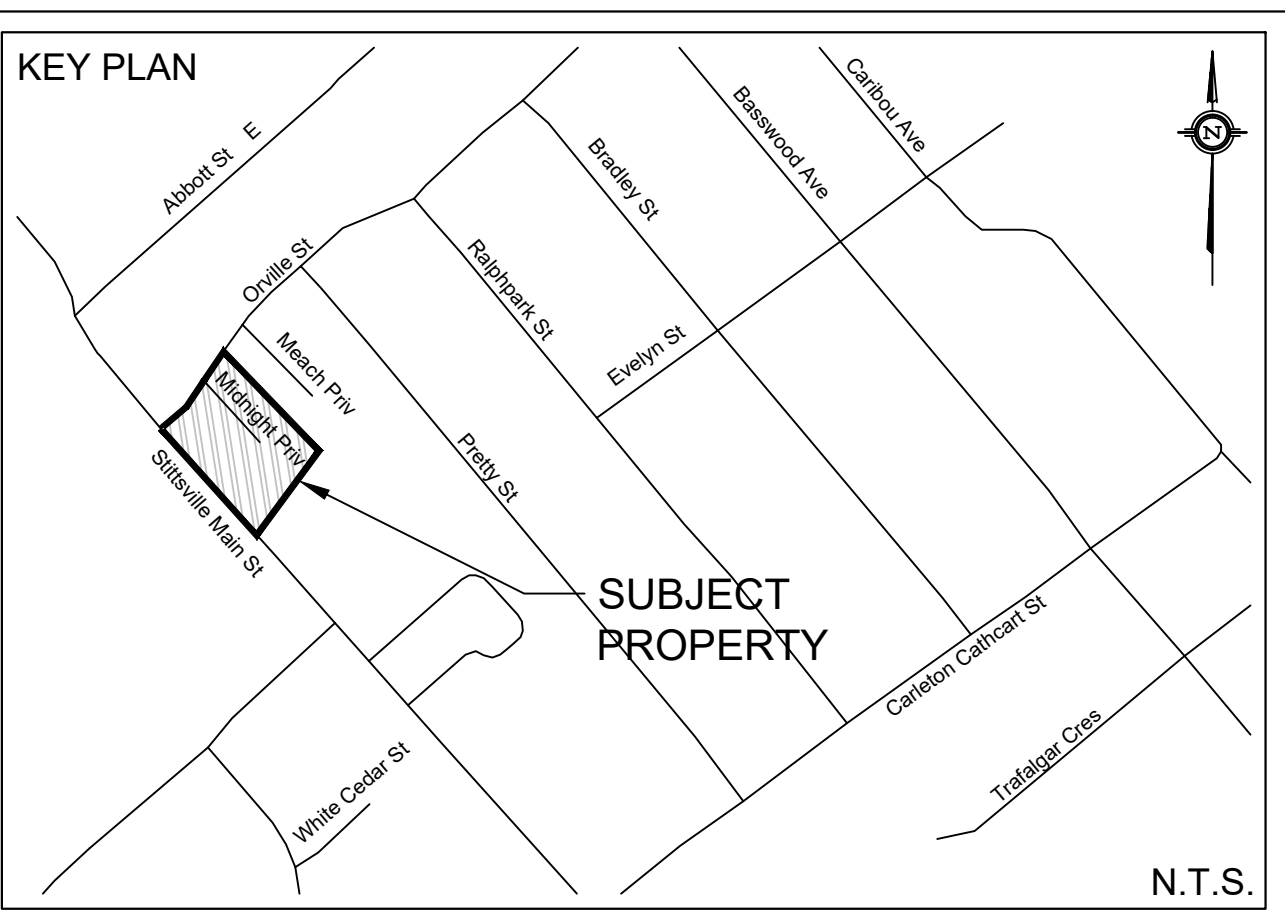 KEY PLAN
Abbott St E
Caribou Ave
Basswood Ave
Bradley St
N
Orville St
Ralphpark St
Meach Priv
Evelyn St
Midnight Priv
Pretty St
Stittsville Main St
SUBJECT
PROPERTY
Carleton Cathcart St
Trafalgar Cres
White Cedar St
N.T.S.